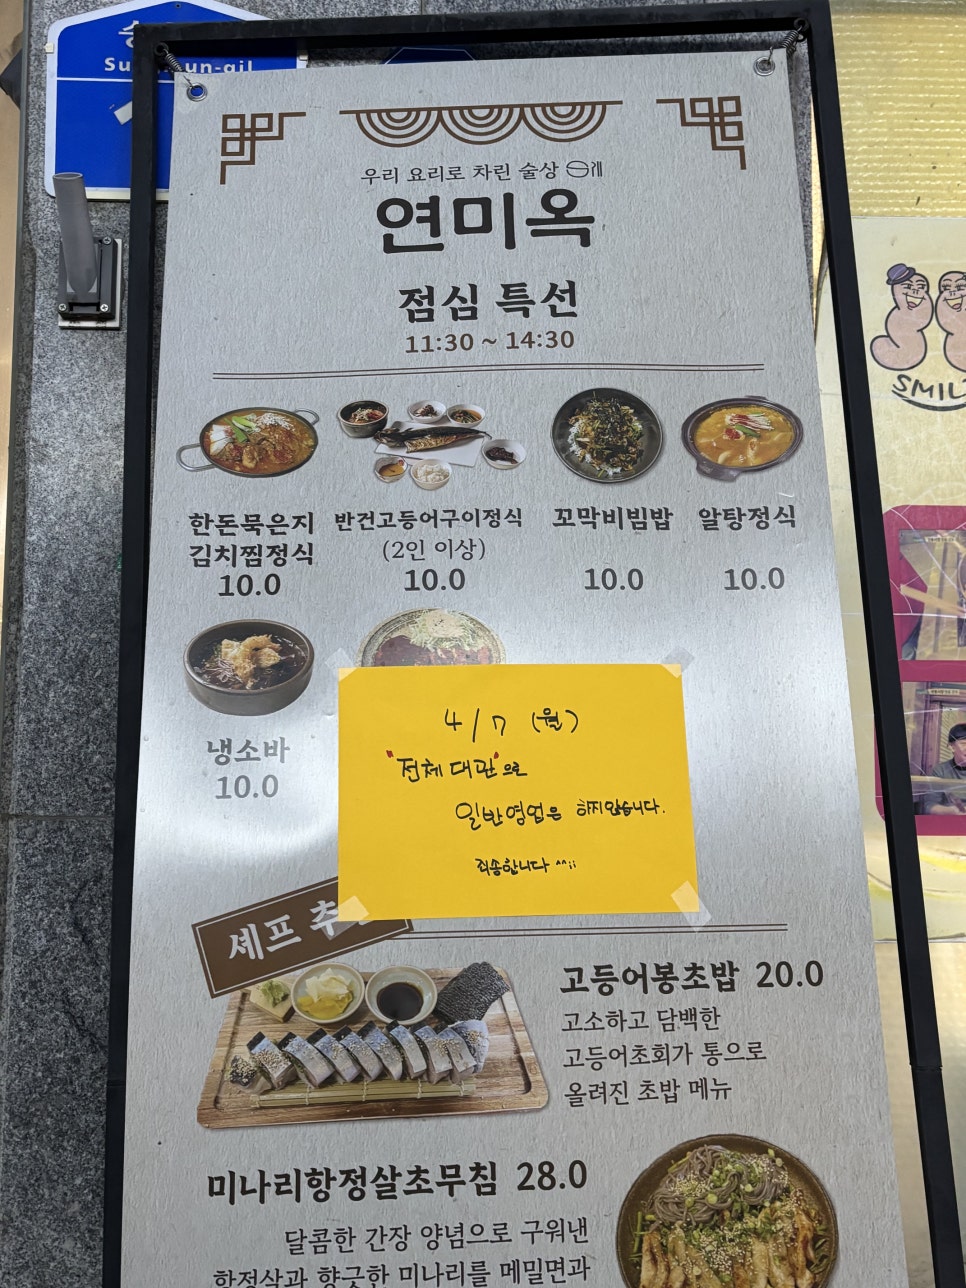 우리 요리로 차린 술상
연미옥
점심 특선
11:30 ~ 14:30
한돈묵은지
김치찜정식
10.0
반건고등어구이정식
(2인 이상)
10.0
꼬막비빔밥
10.0
알탕정식
10.0
냉소바
10.0
4/7 (월)
"전체 대관"으로
일반영업은 하지않습니다.
죄송합니다 ^^;;
셰프 추
고등어봉초밥 20.0
고소하고 담백한
고등어초회가 통으로
올려진 초밥 메뉴
미나리항정살초무침 28.0
달콤한 간장 양념으로 구워낸
항정살과 향긋한 미나리를 메밀면과